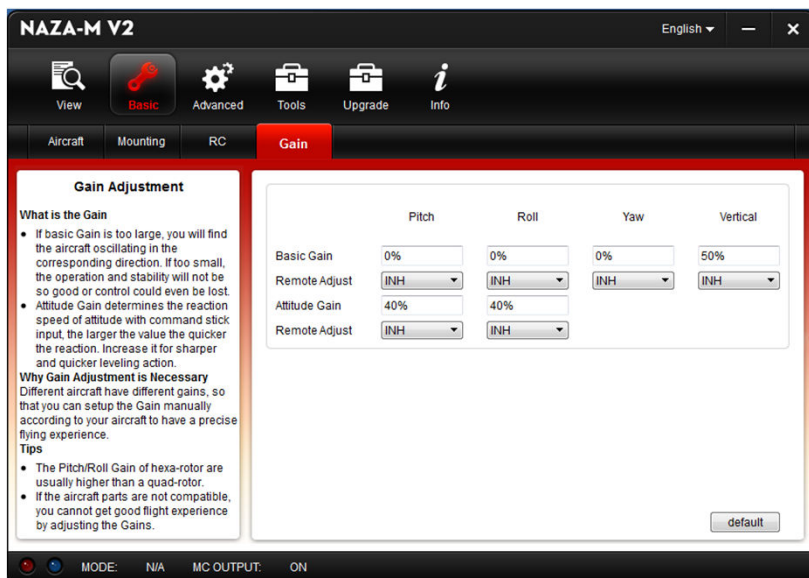 NAZA-M V2
English
View
Basic
Advanced
Tools
Upgrade
Info
Aircraft
Mounting
RC
Gain
Gain Adjustment
What is the Gain
If basic Gain is too large, you will find
the aircraft oscillating in the
corresponding direction. If too small,
the operation and stability will not be
so good or control could even be lost.
Attitude Gain determines the reaction
speed of attitude with command stick
input, the larger the value the quicker
the reaction. Increase it for sharper
and quicker leveling action.
Why Gain Adjustment is Necessary
Different aircraft have different gains, so
that you can setup the Gain manually
according to your aircraft to have a precise
flying experience.
Tips
The Pitch/Roll Gain of hexa-rotor are
usually higher than a quad-rotor.
If the aircraft parts are not compatible,
you cannot get good flight experience
by adjusting the Gains.
Pitch Roll Yaw Vertical
Basic Gain 0% 0% 0% 50%
Remote Adjust INH INH INH INH
Attitude Gain 40% 40%
Remote Adjust INH INH
default
MODE: N/A MC OUTPUT: ON